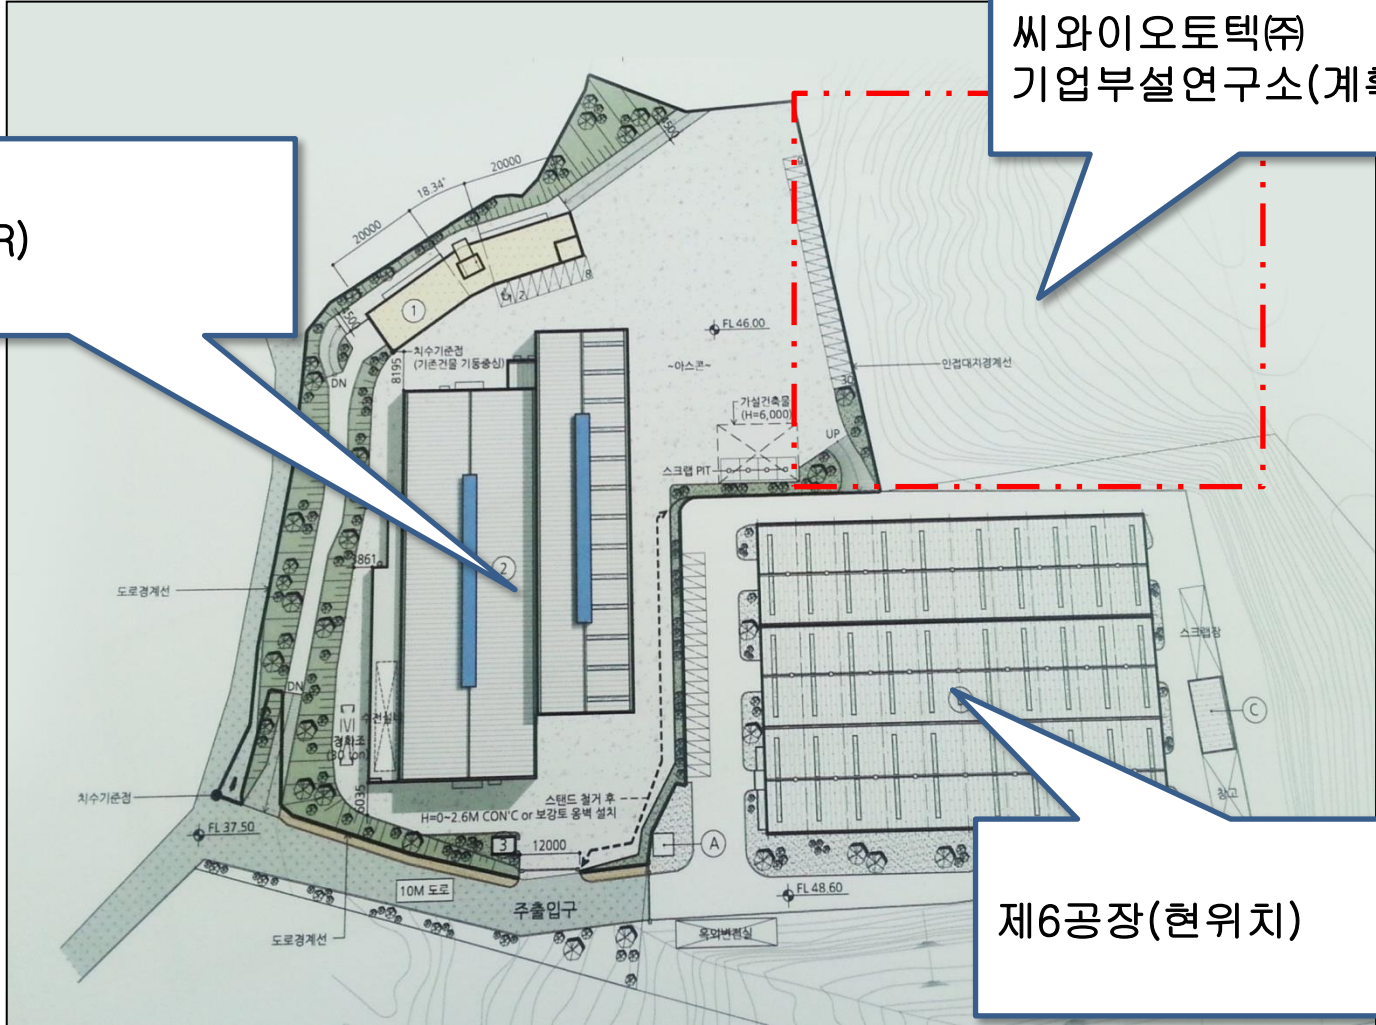 씨와이오토텍㈜
기업부설연구소(계획
R)
500
20000
18.34°
20000
500
1
2
8
9
FL 46.00
치수기준점
(기존건물 기둥중심)
8195
~아스콘~
인접대지경계선
DN
30
가설건축물
(H=6,000)
UP
스크랩 PIT
3861
2
도로경계선
스크랩장
DN
C
(30 ton)
치수기준점
6035
스탠드 철거 후
H=0~2.6M CON'C or 보강토 옹벽 설치
창고
FL 37.50
3
12000
A
10M 도로
FL 48.60
주출입구
제6공장(현위치)
도로경계선
옥외변전실